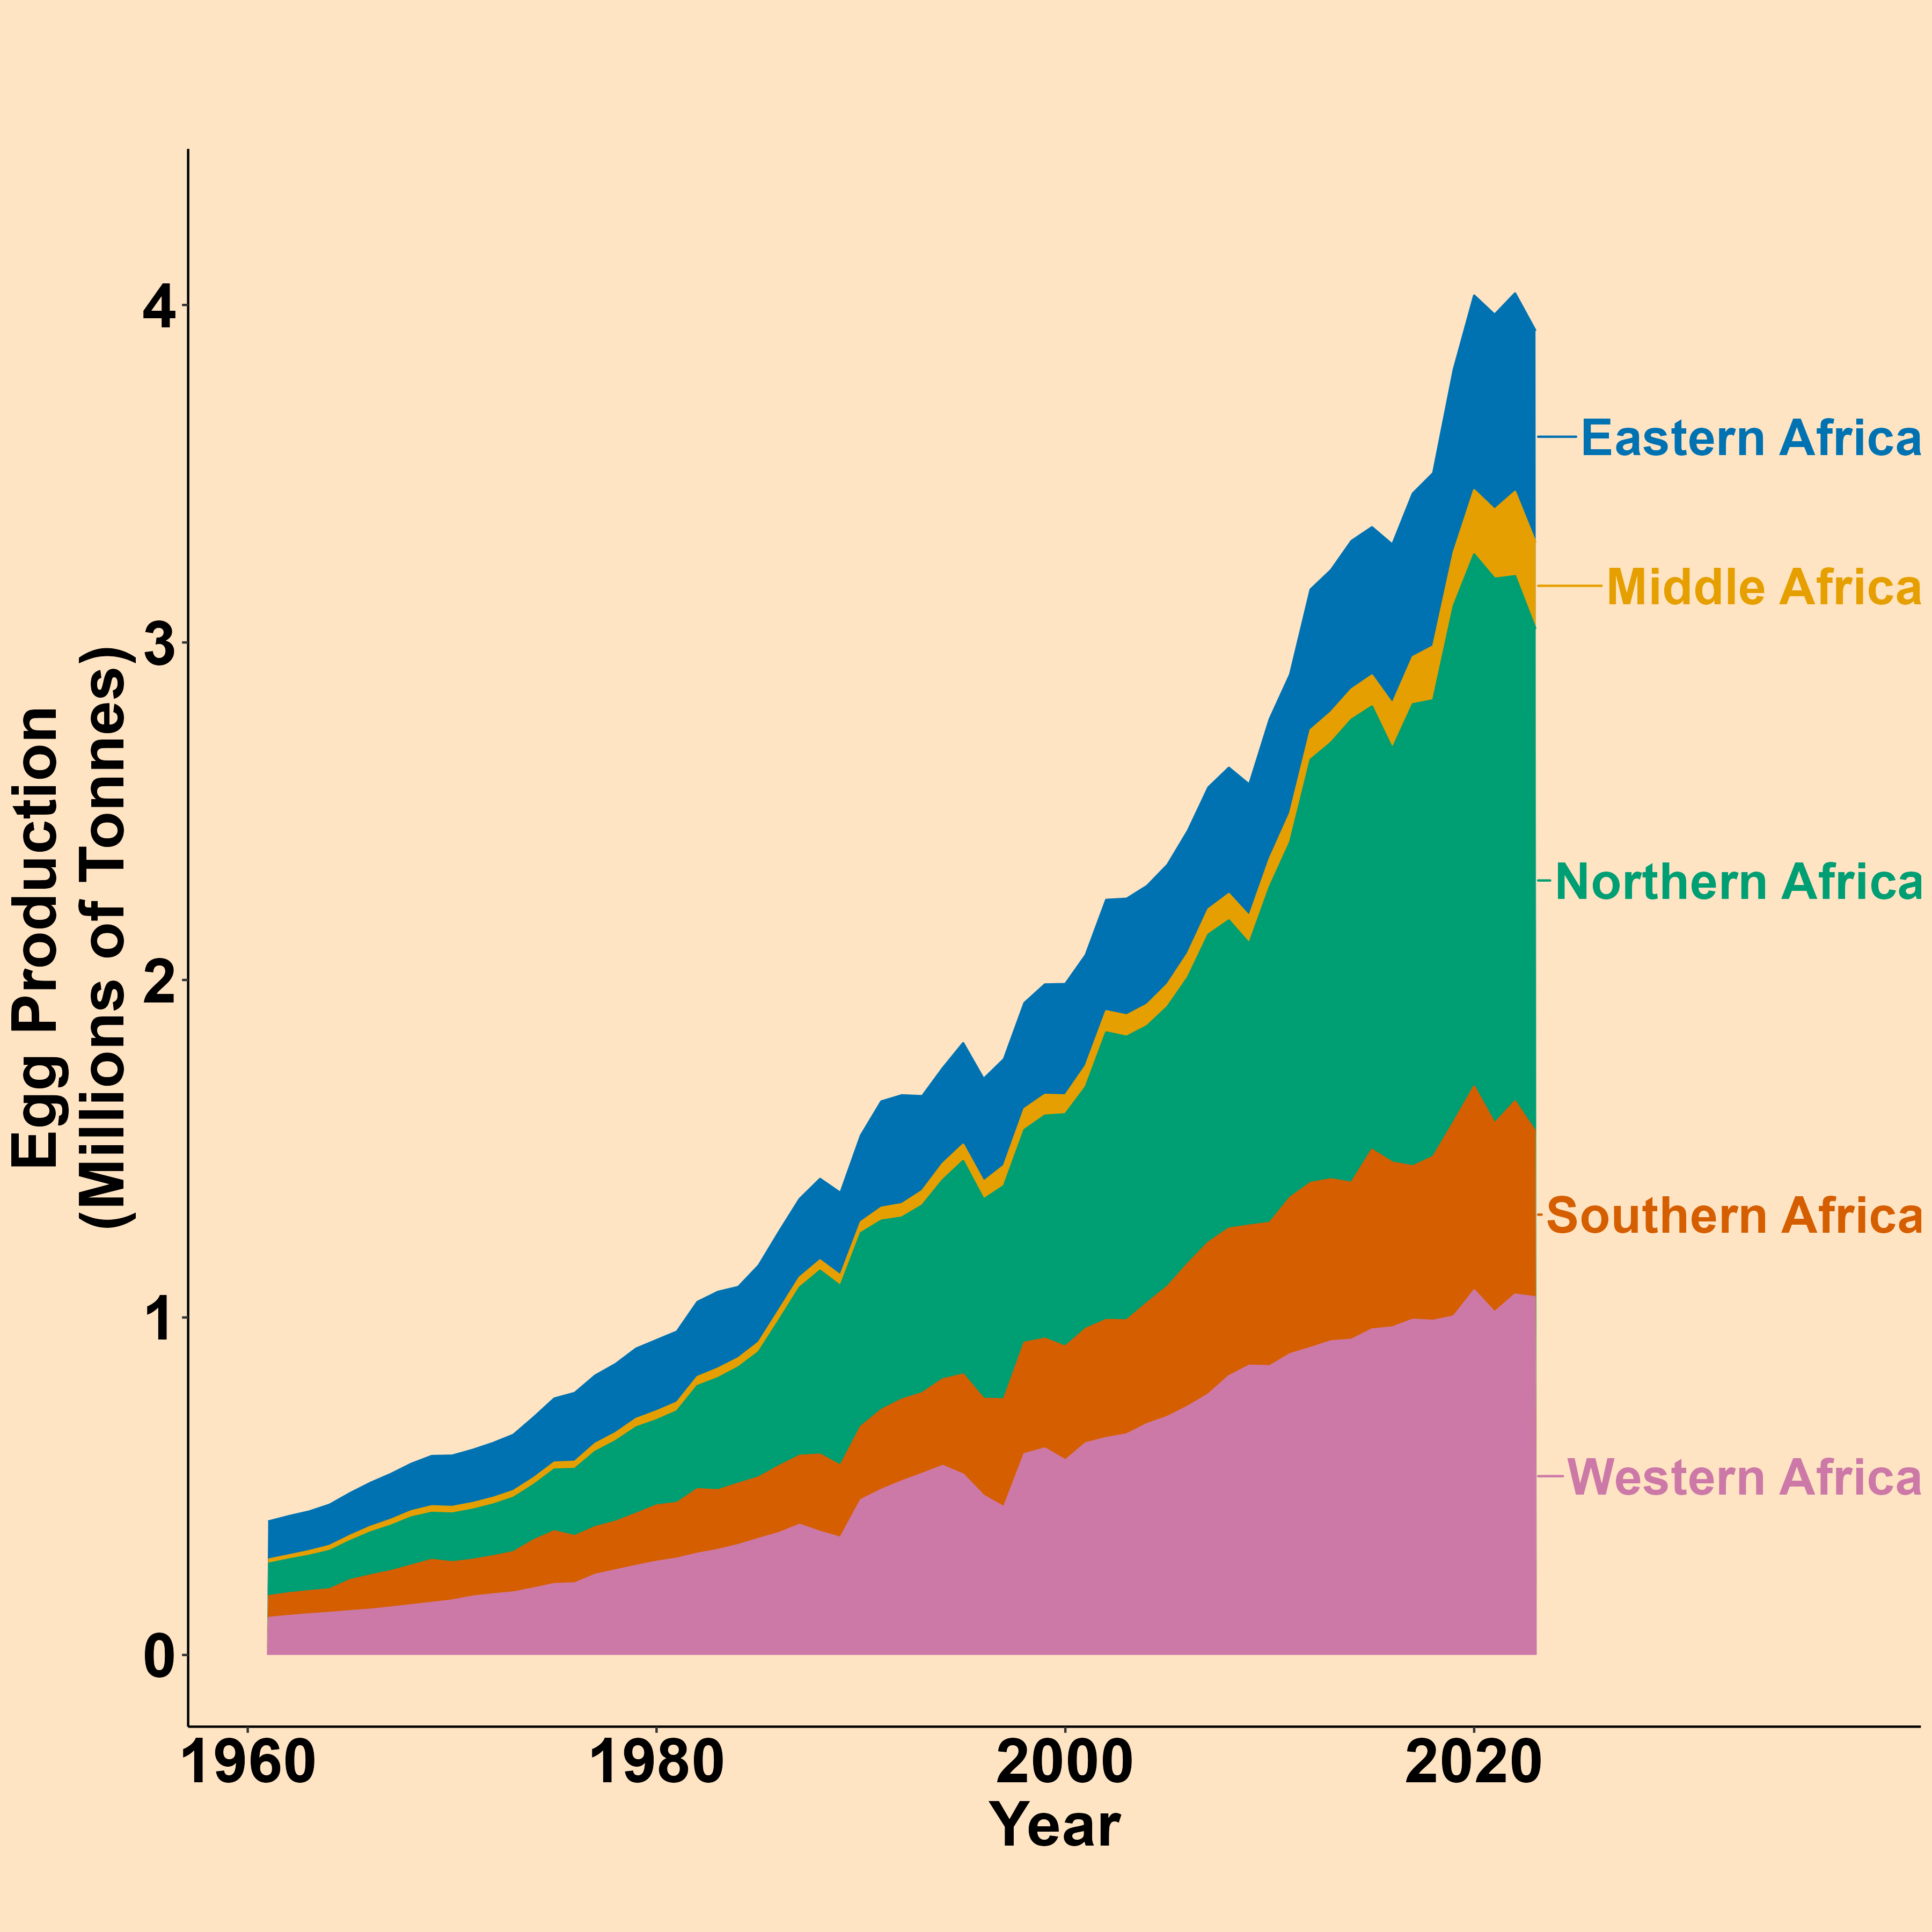 Egg Production
(Millions of Tonnes)
4
3
2
1
0
Eastern Africa
Middle Africa
Northern Africa
Southern Africa
Western Africa
1960 1980 2000 2020
Year